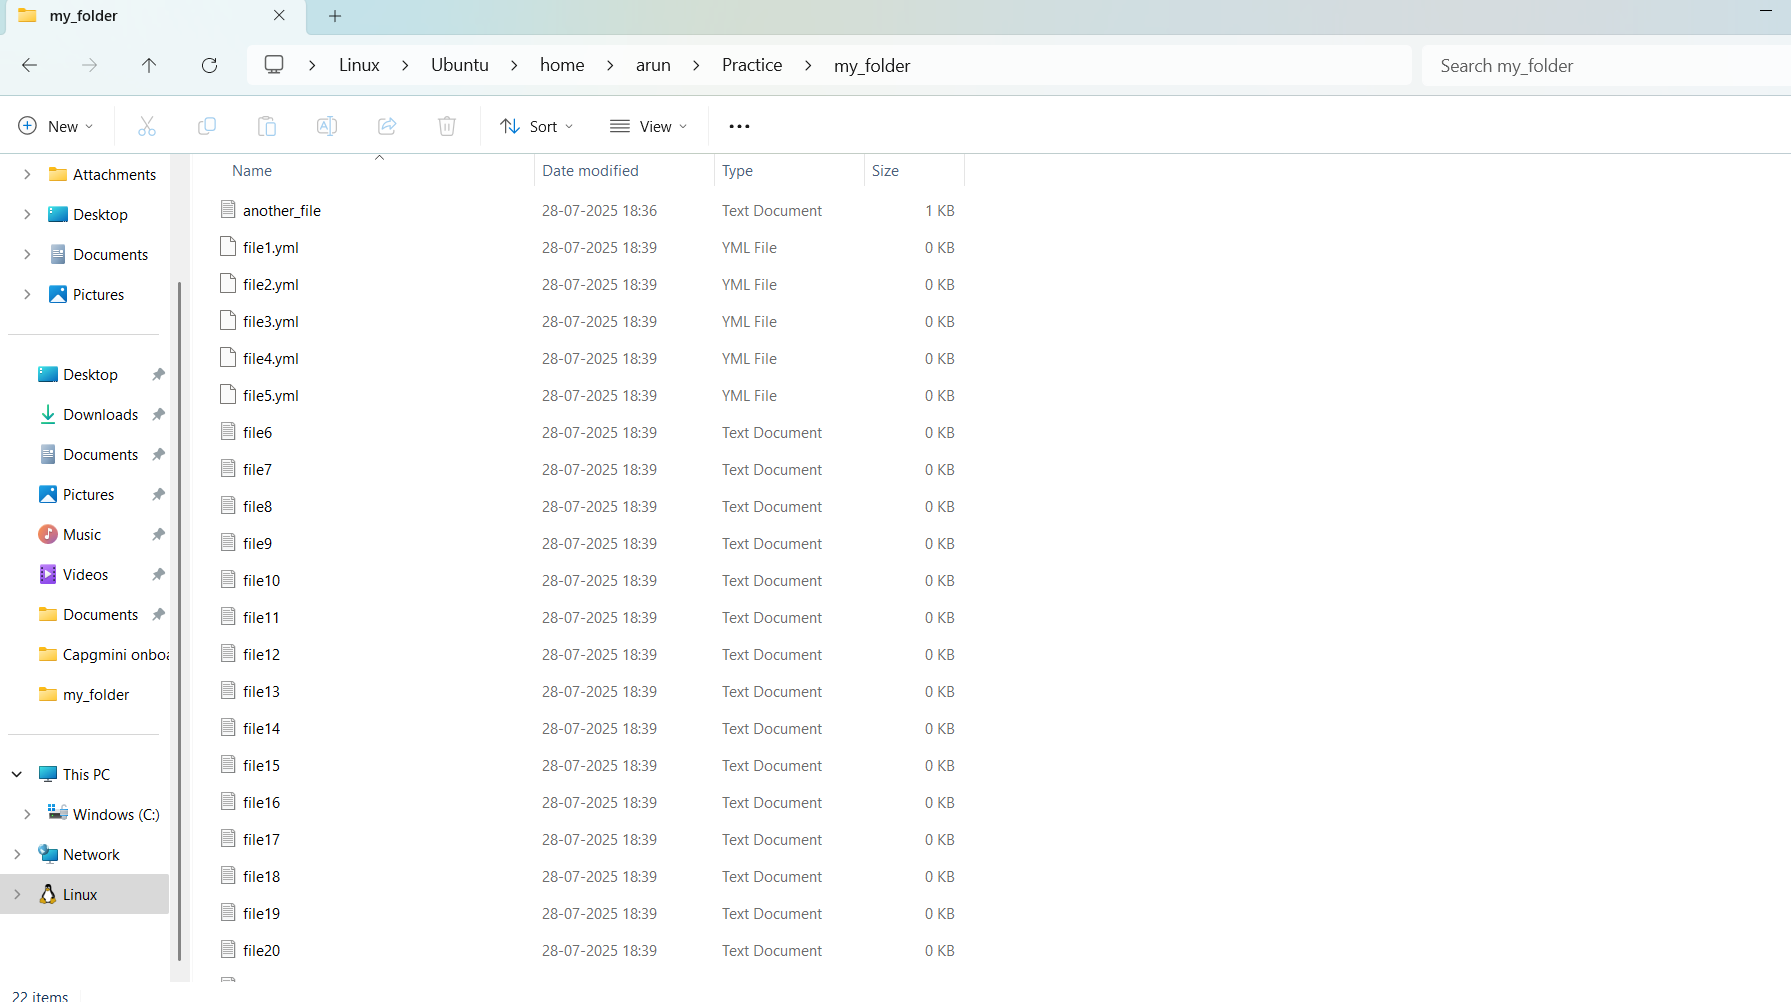 my_folder
Linux Ubuntu home arun Practice my_folder
Search my_folder
New Sort View
Attachments
Desktop
Documents
Pictures
Desktop
Downloads
Documents
Pictures
Music
Videos
Documents
Capgmini onboa
my_folder
This PC
Windows (C:)
Network
Linux
Name Date modified Type Size
another_file 28-07-2025 18:36 Text Document 1 KB
file1.yml 28-07-2025 18:39 YML File 0 KB
file2.yml 28-07-2025 18:39 YML File 0 KB
file3.yml 28-07-2025 18:39 YML File 0 KB
file4.yml 28-07-2025 18:39 YML File 0 KB
file5.yml 28-07-2025 18:39 YML File 0 KB
file6 28-07-2025 18:39 Text Document 0 KB
file7 28-07-2025 18:39 Text Document 0 KB
file8 28-07-2025 18:39 Text Document 0 KB
file9 28-07-2025 18:39 Text Document 0 KB
file10 28-07-2025 18:39 Text Document 0 KB
file11 28-07-2025 18:39 Text Document 0 KB
file12 28-07-2025 18:39 Text Document 0 KB
file13 28-07-2025 18:39 Text Document 0 KB
file14 28-07-2025 18:39 Text Document 0 KB
file15 28-07-2025 18:39 Text Document 0 KB
file16 28-07-2025 18:39 Text Document 0 KB
file17 28-07-2025 18:39 Text Document 0 KB
file18 28-07-2025 18:39 Text Document 0 KB
file19 28-07-2025 18:39 Text Document 0 KB
file20 28-07-2025 18:39 Text Document 0 KB
22 items